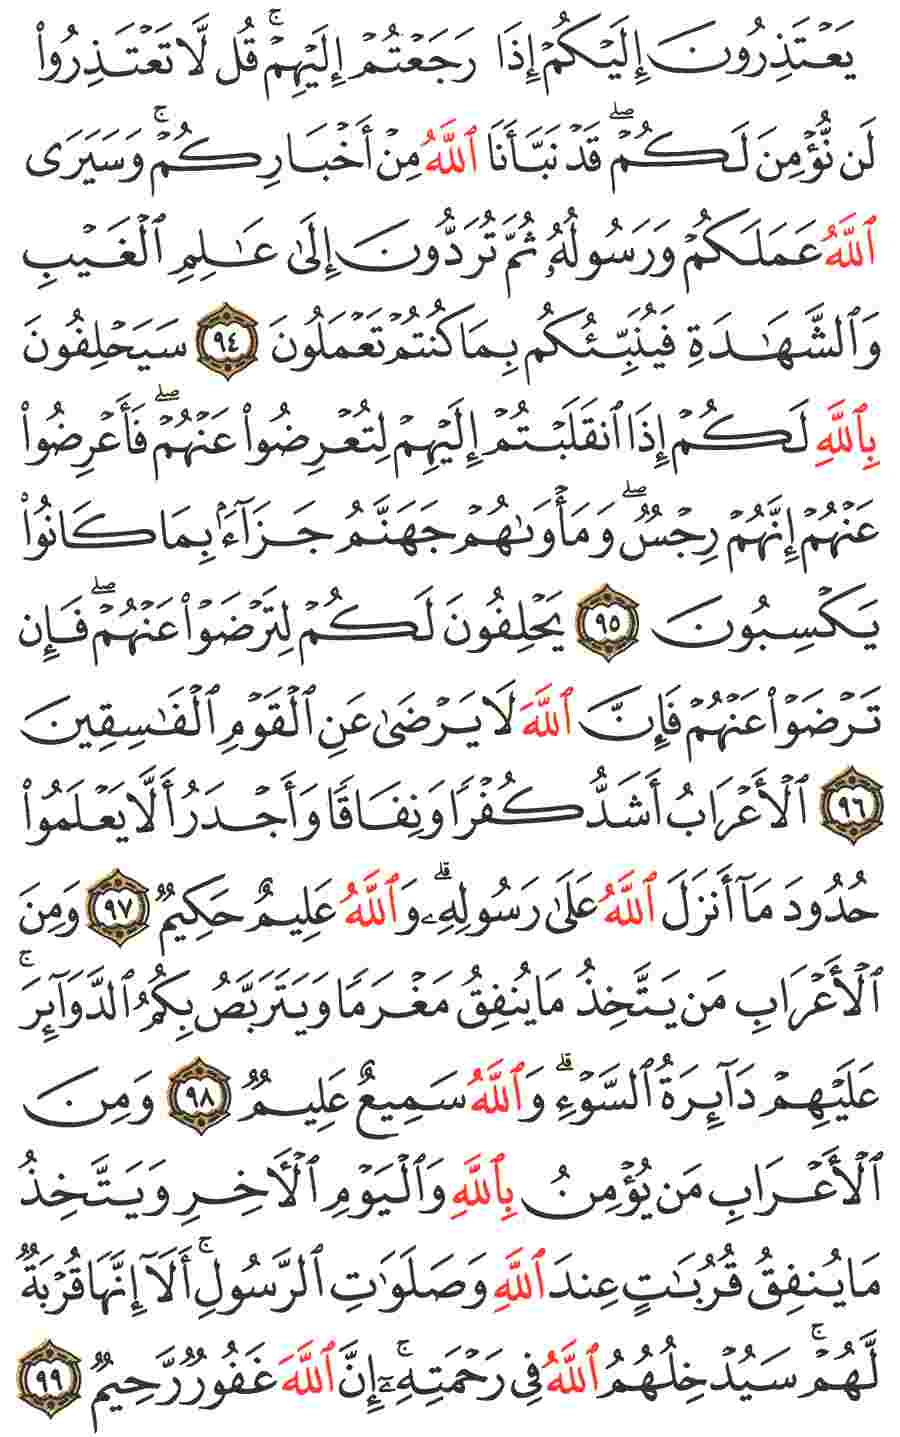 يَعْتَذِرُونَ إِلَيْكُمْ إِذَا رَجَعْتُمْ إِلَيْهِمْ ۚ قُل لَّا تَعْتَذِرُوا۟
لَن نُّؤْمِنَ لَكُمْ ۖ قَدْ نَبَّأَنَا ٱللَّهُ مِنْ أَخْبَارِكُمْ ۚ وَسَيَرَى
ٱللَّهُ عَمَلَكُمْ وَرَسُولُهُۥ ثُمَّ تُرَدُّونَ إِلَىٰ عَـٰلِمِ ٱلْغَيْبِ
وَٱلشَّهَـٰدَةِ فَيُنَبِّئُكُم بِمَا كُنتُمْ تَعْمَلُونَ ٩٤ سَيَحْلِفُونَ
بِٱللَّهِ لَكُمْ إِذَا ٱنقَلَبْتُمْ إِلَيْهِمْ لِتُعْرِضُوا۟ عَنْهُمْ ۖ فَأَعْرِضُوا۟
عَنْهُمْ إِنَّهُمْ رِجْسٌ ۖ وَمَأْوَىٰهُمْ جَهَنَّمُ جَزَآءًۢ بِمَا كَانُوا۟
يَكْسِبُونَ ٩٥ يَحْلِفُونَ لَكُمْ لِتَرْضَوْا۟ عَنْهُمْ ۖ فَإِن
تَرْضَوْا۟ عَنْهُمْ فَإِنَّ ٱللَّهَ لَا يَرْضَىٰ عَنِ ٱلْقَوْمِ ٱلْفَـٰسِقِينَ
٩٦ ٱلْأَعْرَابُ أَشَدُّ كُفْرًا وَنِفَاقًا وَأَجْدَرُ أَلَّا يَعْلَمُوا۟
حُدُودَ مَآ أَنزَلَ ٱللَّهُ عَلَىٰ رَسُولِهِۦ ۗ وَٱللَّهُ عَلِيمٌ حَكِيمٌ ٩٧ وَمِنَ
ٱلْأَعْرَابِ مَن يَتَّخِذُ مَا يُنفِقُ مَغْرَمًا وَيَتَرَبَّصُ بِكُمُ ٱلدَّوَآئِرَ ۚ
عَلَيْهِمْ دَآئِرَةُ ٱلسَّوْءِ ۗ وَٱللَّهُ سَمِيعٌ عَلِيمٌ ٩٨ وَمِنَ
ٱلْأَعْرَابِ مَن يُؤْمِنُ بِٱللَّهِ وَٱلْيَوْمِ ٱلْـَٔاخِرِ وَيَتَّخِذُ
مَا يُنفِقُ قُرُبَـٰتٍ عِندَ ٱللَّهِ وَصَلَوَٰتِ ٱلرَّسُولِ ۚ أَلَآ إِنَّهَا قُرْبَةٌ
لَّهُمْ ۚ سَيُدْخِلُهُمُ ٱللَّهُ فِى رَحْمَتِهِۦٓ ۚ إِنَّ ٱللَّهَ غَفُورٌ رَّحِيمٌ ٩٩